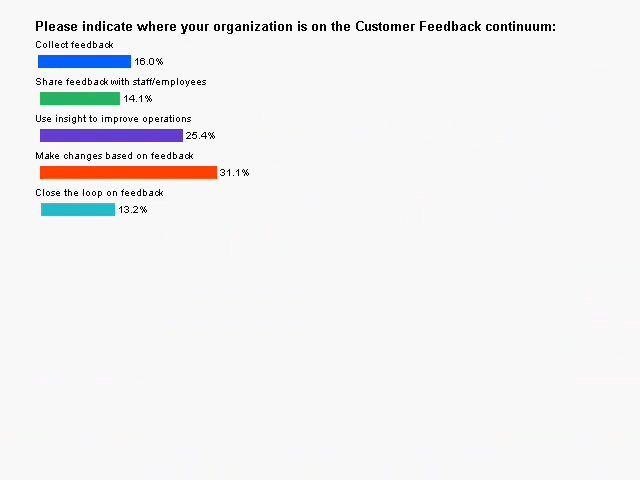 Please indicate where your organization is on the Customer Feedback continuum:
Collect feedback
16.0%
Share feedback with staff/employees
14.1%
Use insight to improve operations
25.4%
Make changes based on feedback
31.1%
Close the loop on feedback
13.2%